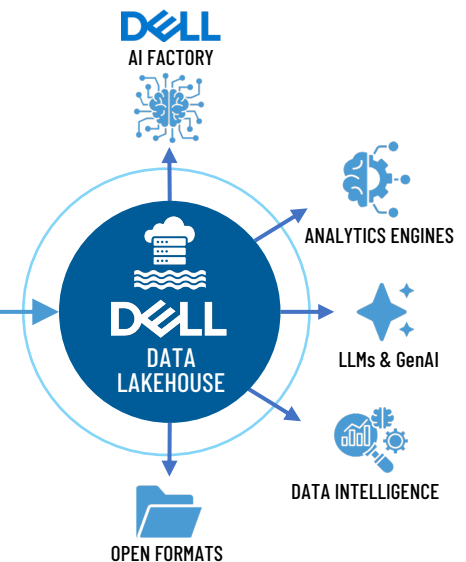 DELL
AI FACTORY
ANALYTICS ENGINES
DELL
DATA
LAKEHOUSE
LLMs & GenAI
DATA INTELLIGENCE
OPEN FORMATS